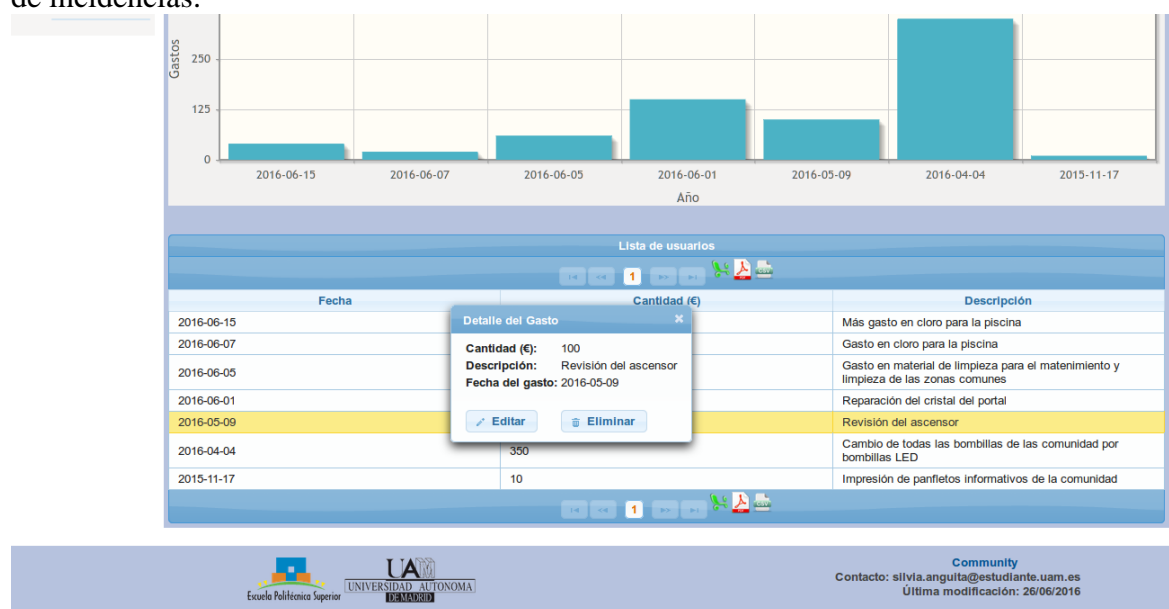 de incidencias.
Gastos
250
125
0
2016-06-15 2016-06-07 2016-06-05 2016-06-01 2016-05-09 2016-04-04 2015-11-17
Año
Lista de usuarios
1
Fecha Cantidad (€) Descripción
2016-06-15 Más gasto en cloro para la piscina
2016-06-07 Gasto en cloro para la piscina
2016-06-05 Gasto en material de limpieza para el matenimiento y
limpieza de las zonas comunes
2016-06-01 Reparación del cristal del portal
2016-05-09 Revisión del ascensor
2016-04-04 350 Cambio de todas las bombillas de las comunidad por
bombillas LED
2015-11-17 10 Impresión de panfletos informativos de la comunidad
Detalle del Gasto
Cantidad (€): 100
Descripción: Revisión del ascensor
Fecha del gasto: 2016-05-09
Editar Eliminar
1
Escuela Politécnica Superior
UAM
UNIVERSIDAD AUTONOMA
DE MADRID
Community
Contacto: silvia.anguita@estudiante.uam.es
Última modificación: 26/06/2016